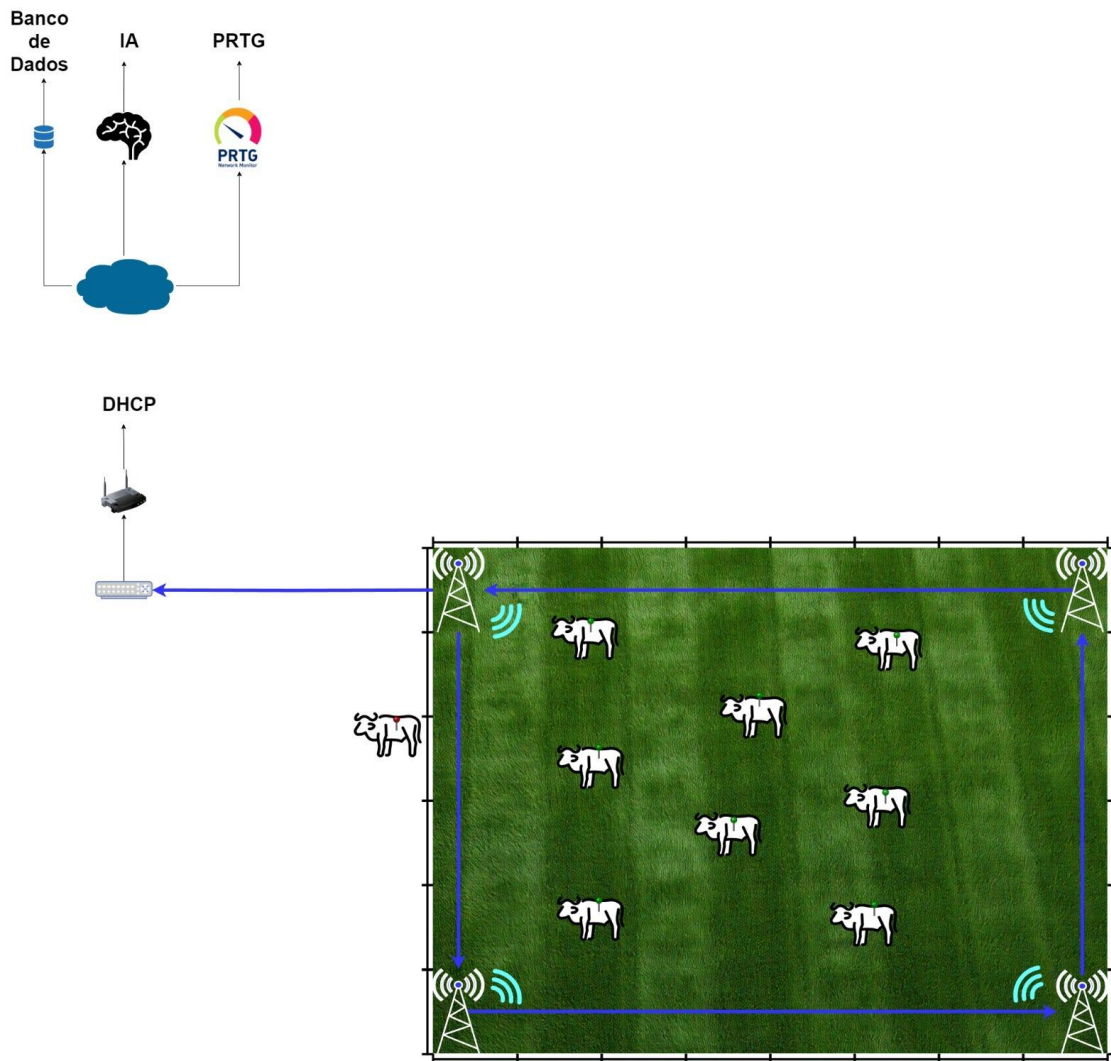 Banco
de
Dados
IA
PRTG
PRTG
Network Monitor
DHCP